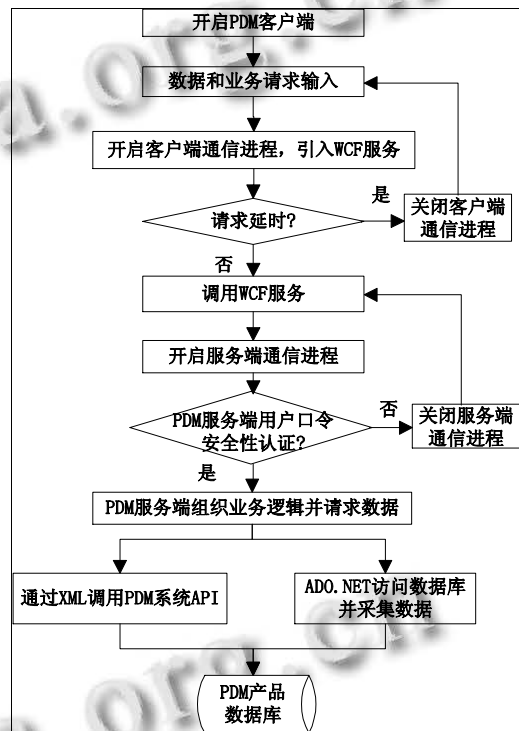 开启PDM客户端
数据和业务请求输入
开启客户端通信进程，引入WCF服务
请求延时?
是
关闭客户端
通信进程
否
调用WCF服务
开启服务端通信进程
PDM服务端用户口令
安全性认证?
否
关闭服务端
通信进程
是
PDM服务端组织业务逻辑并请求数据
通过XML调用PDM系统API
ADO.NET访问数据库
并采集数据
PDM产品
数据库